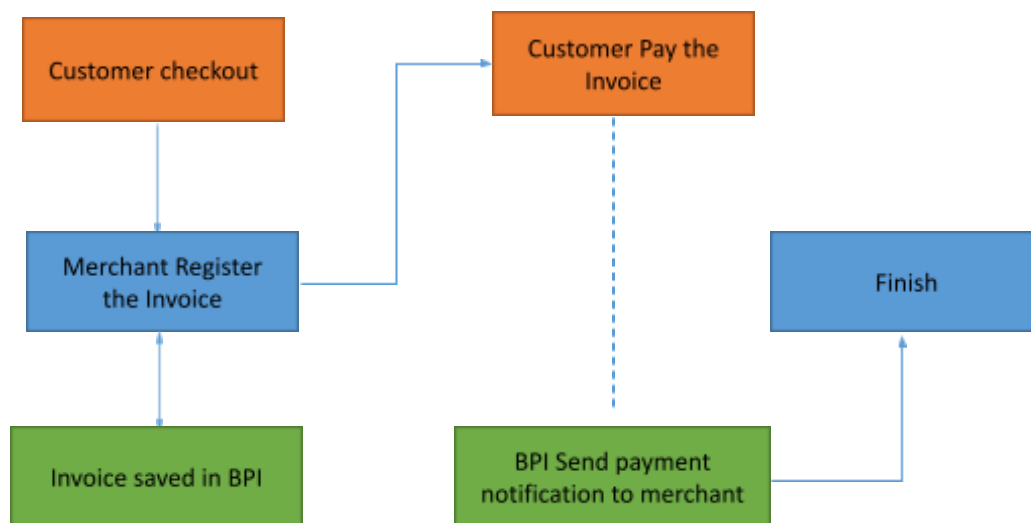 Customer checkout
Customer Pay the
Invoice
Merchant Register
the Invoice
Finish
Invoice saved in BPI
BPI Send payment
notification to merchant